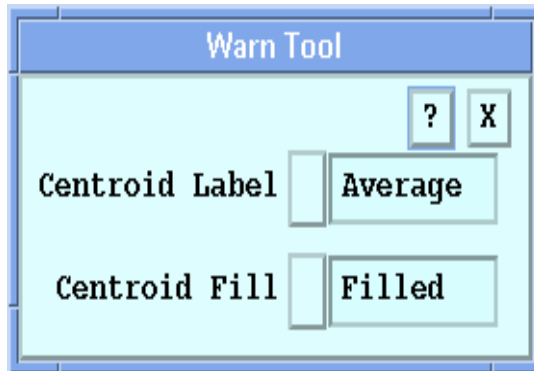 Warn Tool
? X
Centroid Label Average
Centroid Fill Filled